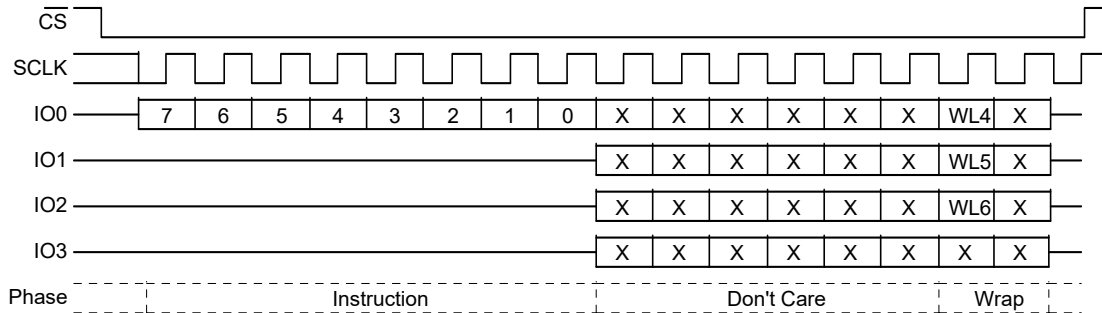 CS
SCLK
IO0 7 6 5 4 3 2 1 0 X X X X X X WL4 X
IO1 X X X X X X WL5 X
IO2 X X X X X X WL6 X
IO3 X X X X X X X X
Phase Instruction Don't Care Wrap